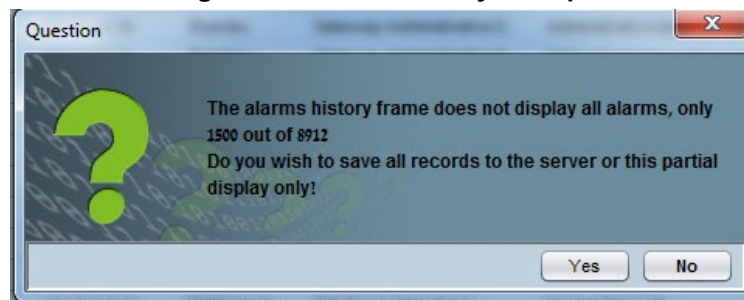 Question
X
The alarms history frame does not display all alarms, only
1500 out of 8912
Do you wish to save all records to the server or this partial
display only!
Yes
No